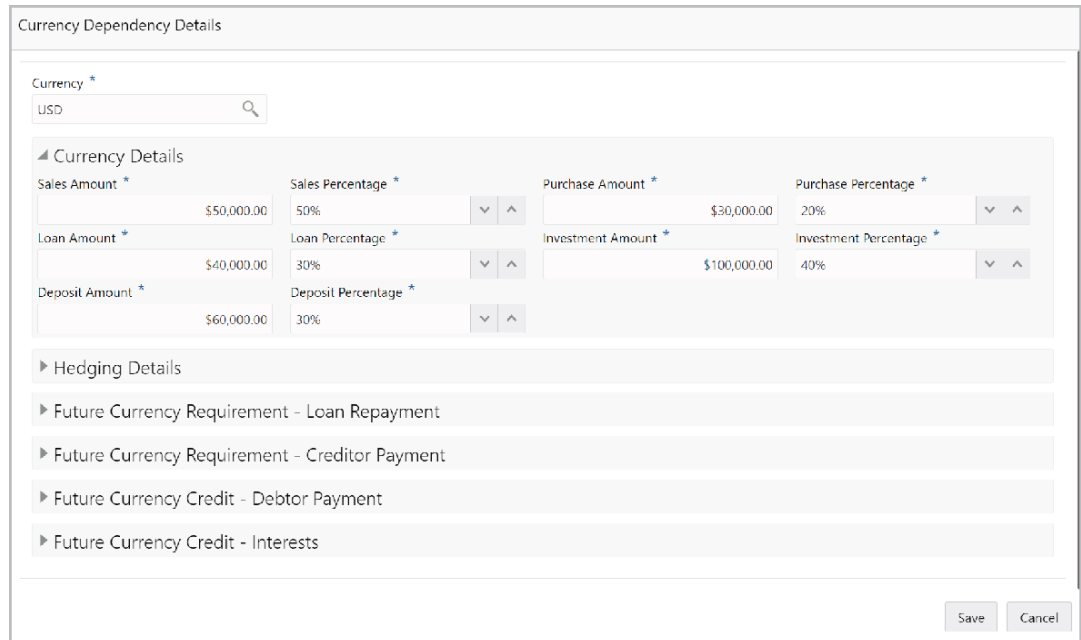 Currency Dependency Details
Currency *
USD
Currency Details
Sales Amount * Sales Percentage * Purchase Amount * Purchase Percentage *
$50,000.00 50% $30,000.00 20%
Loan Amount * Loan Percentage * Investment Amount * Investment Percentage *
$40,000.00 30% $100,000.00 40%
Deposit Amount * Deposit Percentage *
$60,000.00 30%
Hedging Details
Future Currency Requirement - Loan Repayment
Future Currency Requirement - Creditor Payment
Future Currency Credit - Debtor Payment
Future Currency Credit - Interests
Save Cancel